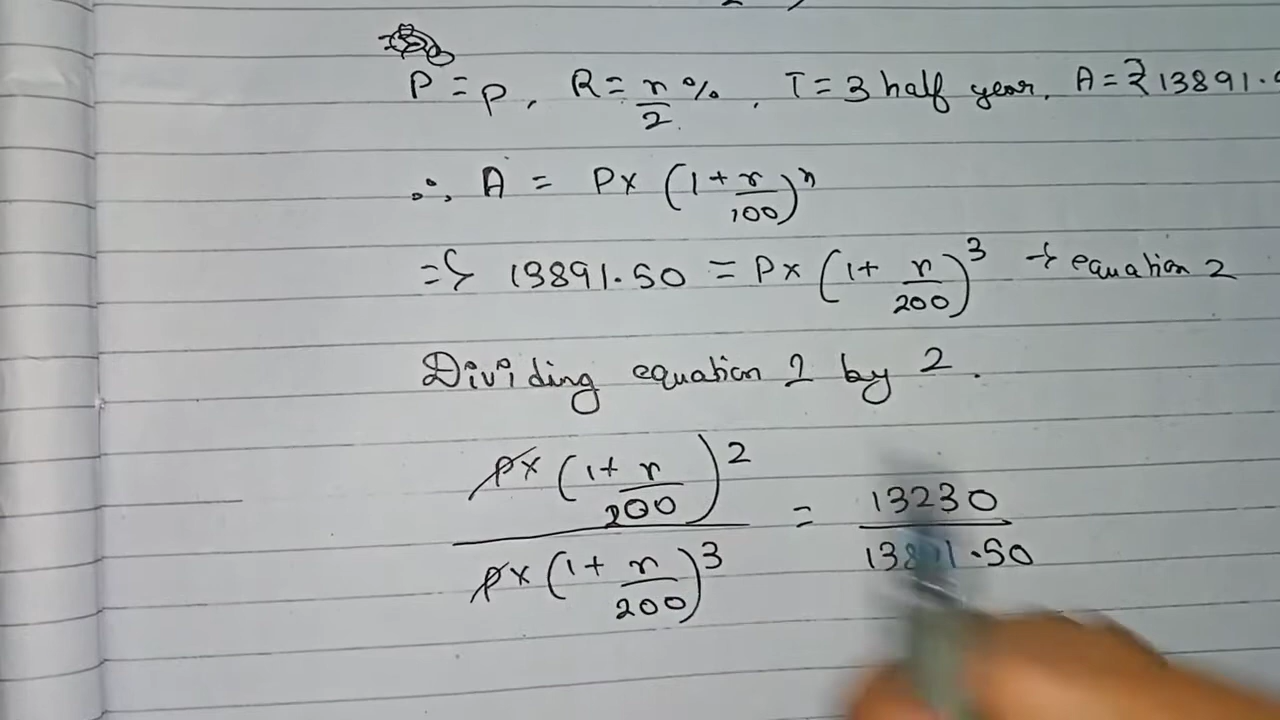 P = P, R = r/2 %, T = 3 half year, A = ₹ 13891.
∴ A = P × (1 + r/100)^n
=> 13891.50 = P × (1 + r/200)^3 → equation 2
Dividing equation 1 by 2.
P × (1 + r/200)^2 / P × (1 + r/200)^3 = 13230 / 13891.50